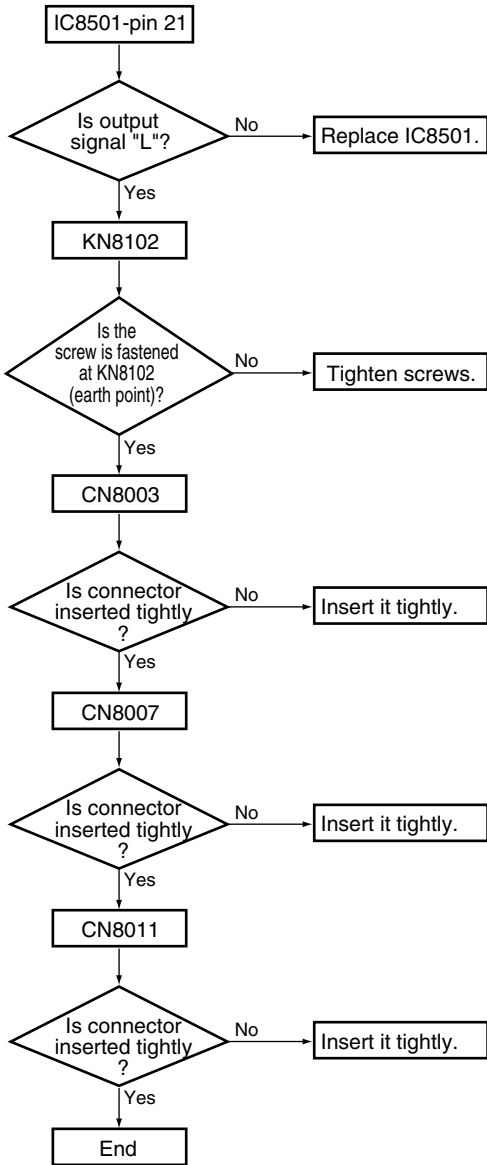 IC8501-pin 21
Is output
signal "L"?
No
Replace IC8501.
Yes
KN8102
Is the
screw is fastened
at KN8102
(earth point)?
No
Tighten screws.
Yes
CN8003
Is connector
inserted tightly
?
No
Insert it tightly.
Yes
CN8007
Is connector
inserted tightly
?
No
Insert it tightly.
Yes
CN8011
Is connector
inserted tightly
?
No
Insert it tightly.
Yes
End